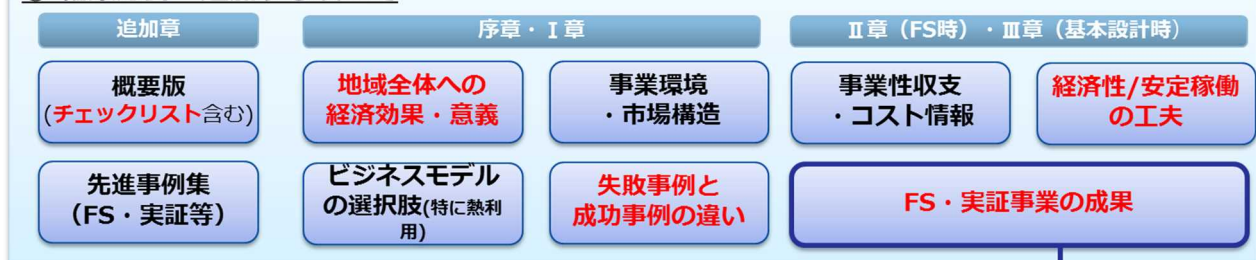 追加章
序章・Ⅰ章
Ⅱ章（FS時）・Ⅲ章（基本設計時）
概要版
(チェックリスト含む)
地域全体への
経済効果・意義
事業環境
・市場構造
事業性収支
・コスト情報
経済性/安定稼働
の工夫
先進事例集
（FS・実証等）
ビジネスモデル
の選択肢(特に熱利
用)
失敗事例と
成功事例の違い
FS・実証事業の成果